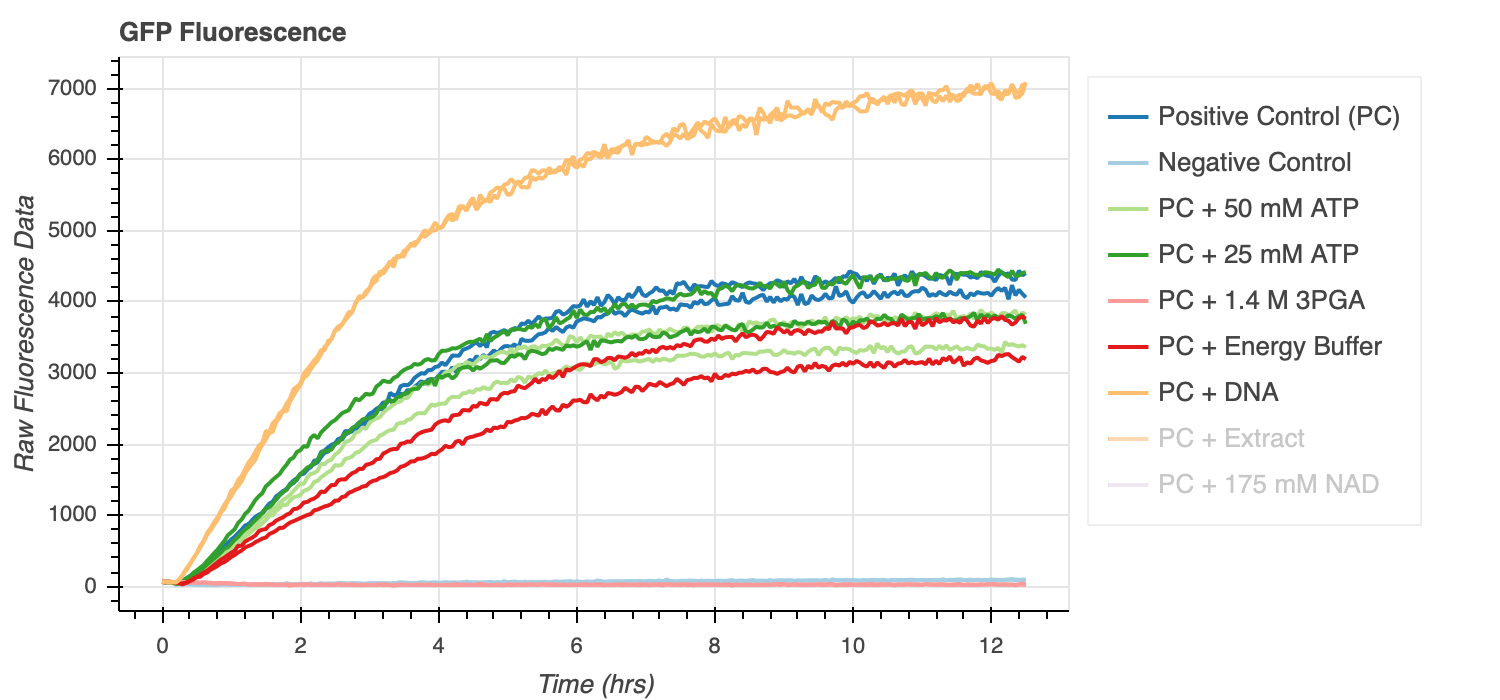 GFP Fluorescence
Raw Fluorescence Data
7000
6000
5000
4000
3000
2000
1000
0
0 2 4 6 8 10 12
Time (hrs)
Positive Control (PC)
Negative Control
PC + 50 mM ATP
PC + 25 mM ATP
PC + 1.4 M 3PGA
PC + Energy Buffer
PC + DNA
PC + Extract
PC + 175 mM NAD